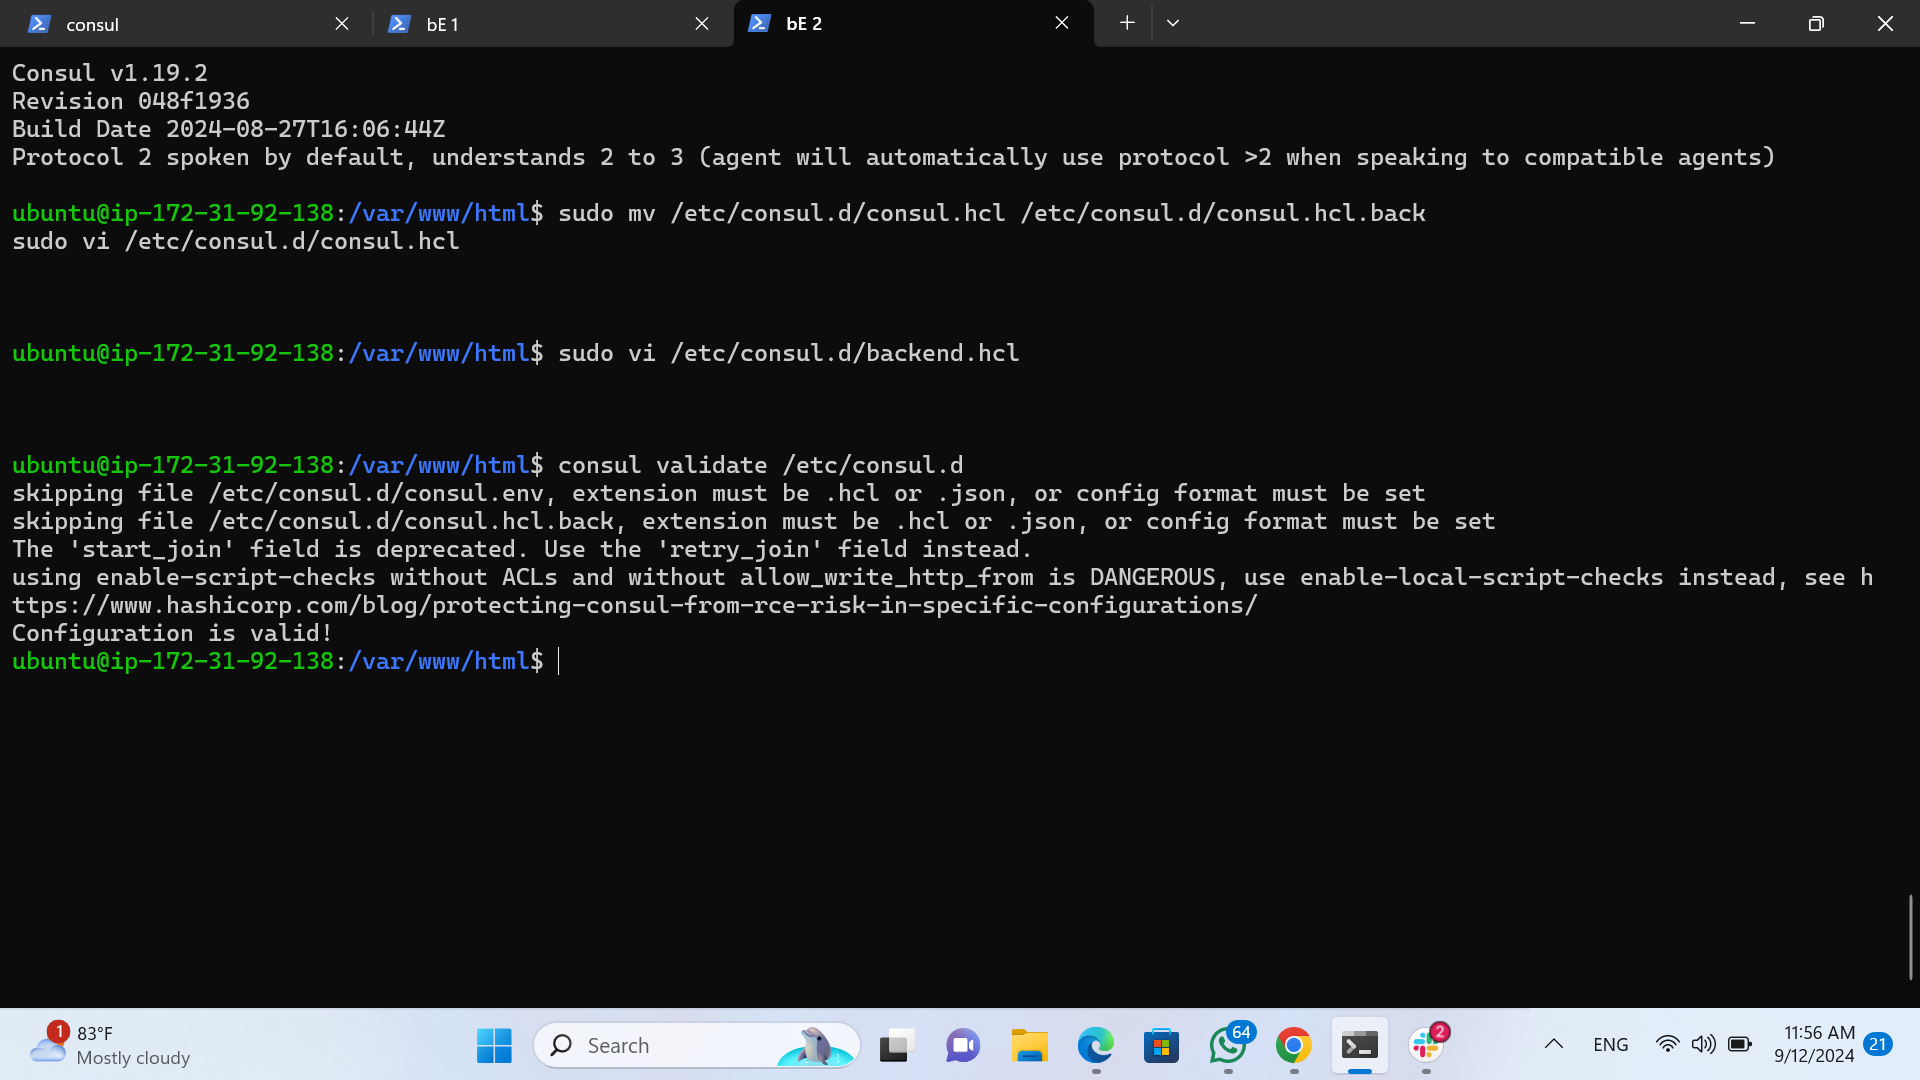 consul
bE 1
bE 2
Consul v1.19.2
Revision 048f1936
Build Date 2024-08-27T16:06:44Z
Protocol 2 spoken by default, understands 2 to 3 (agent will automatically use protocol >2 when speaking to compatible agents)
ubuntu@ip-172-31-92-138:/var/www/html$ sudo mv /etc/consul.d/consul.hcl /etc/consul.d/consul.hcl.back
sudo vi /etc/consul.d/consul.hcl
ubuntu@ip-172-31-92-138:/var/www/html$ sudo vi /etc/consul.d/backend.hcl
ubuntu@ip-172-31-92-138:/var/www/html$ consul validate /etc/consul.d
skipping file /etc/consul.d/consul.env, extension must be .hcl or .json, or config format must be set
skipping file /etc/consul.d/consul.hcl.back, extension must be .hcl or .json, or config format must be set
The 'start_join' field is deprecated. Use the 'retry_join' field instead.
using enable-script-checks without ACLs and without allow_write_http_from is DANGEROUS, use enable-local-script-checks instead, see h
ttps://www.hashicorp.com/blog/protecting-consul-from-rce-risk-in-specific-configurations/
Configuration is valid!
ubuntu@ip-172-31-92-138:/var/www/html$
1
83°F
Mostly cloudy
Search
64
2
ENG
11:56 AM
9/12/2024
21